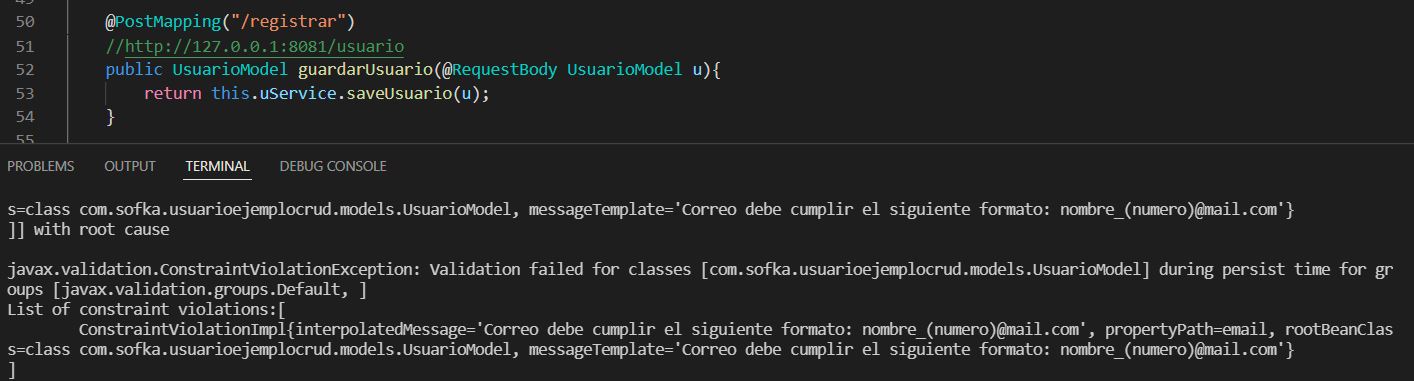 50 @PostMapping("/registrar")
51 //http://127.0.0.1:8081/usuario
52 public UsuarioModel guardarUsuario(@RequestBody UsuarioModel u){
53 return this.uService.saveUsuario(u);
54 }
55
PROBLEMS OUTPUT TERMINAL DEBUG CONSOLE
s=class com.sofka.usuarioejemplocrud.models.UsuarioModel, messageTemplate='Correo debe cumplir el siguiente formato: nombre_(numero)@mail.com'}
]] with root cause
javax.validation.ConstraintViolationException: Validation failed for classes [com.sofka.usuarioejemplocrud.models.UsuarioModel] during persist time for gr
oups [javax.validation.groups.Default, ]
List of constraint violations:[
ConstraintViolationImpl{interpolatedMessage='Correo debe cumplir el siguiente formato: nombre_(numero)@mail.com', propertyPath=email, rootBeanClas
s=class com.sofka.usuarioejemplocrud.models.UsuarioModel, messageTemplate='Correo debe cumplir el siguiente formato: nombre_(numero)@mail.com'}
]